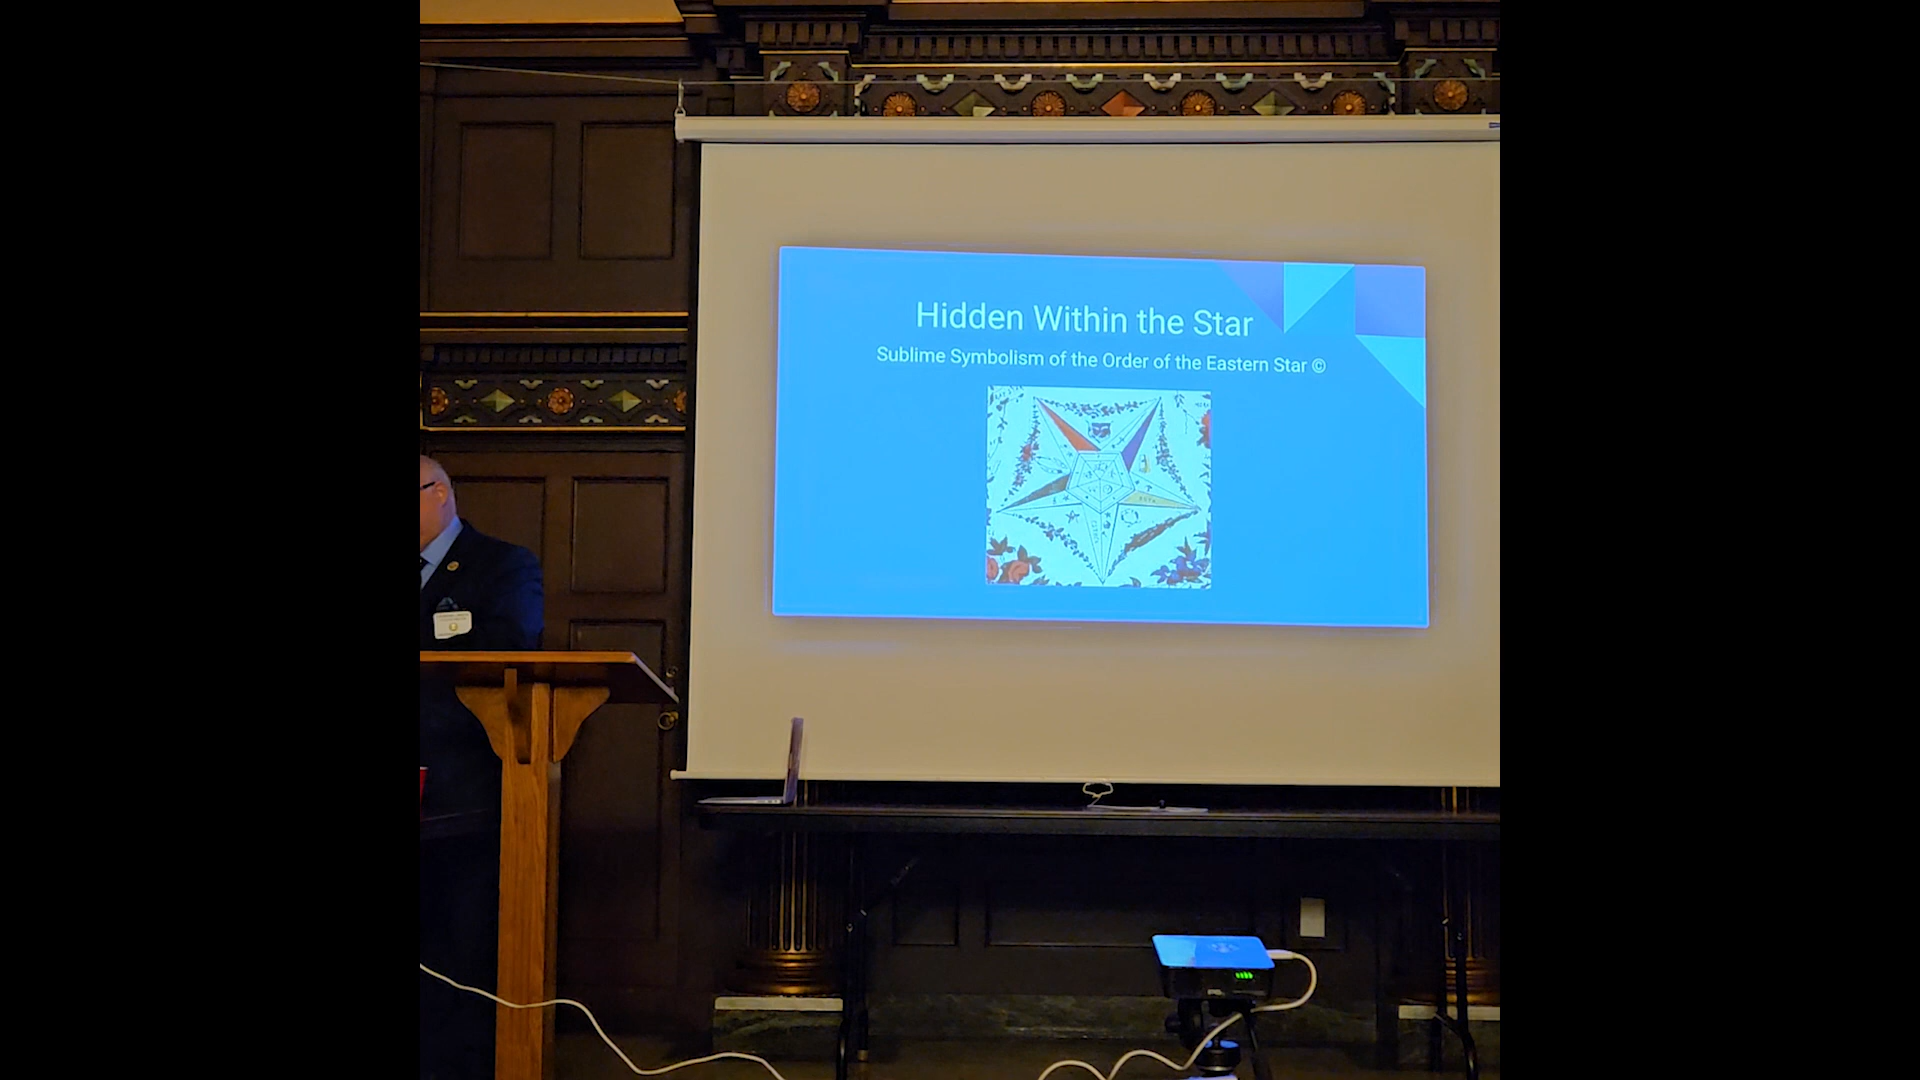 Hidden Within the Star
Sublime Symbolism of the Order of the Eastern Star ©